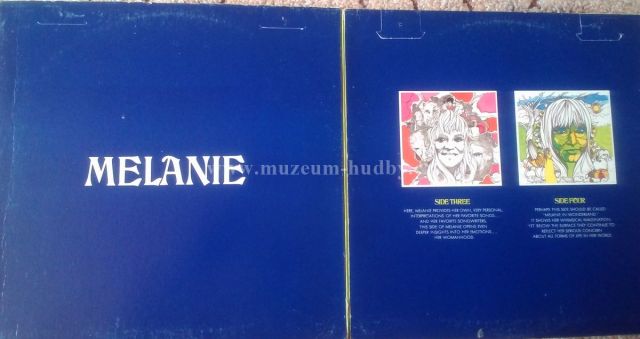 MELANIE
www.muzeum-hudby
SIDE THREE
HERE, MELANIE PROVIDES HER OWN, VERY PERSONAL
INTERPRETATIONS OF HER FAVORITE SONGS...
AND HER FAVORITE SONGWRITERS.
THIS SIDE OF MELANIE OPENS EVEN
DEEPER INSIGHTS INTO HER EMOTIONS...
HER WOMANHOOD.
SIDE FOUR
PERHAPS THIS SIDE SHOULD BE CALLED
"MELANIE IN WONDERLAND"
IT SHOWS HER WHIMSICAL IMAGINATION,
YET BELOW THE SURFACE THEY CONTINUE TO
REFLECT HER SERIOUS CONCERN
ABOUT ALL FORMS OF LIFE IN HER WORLD.